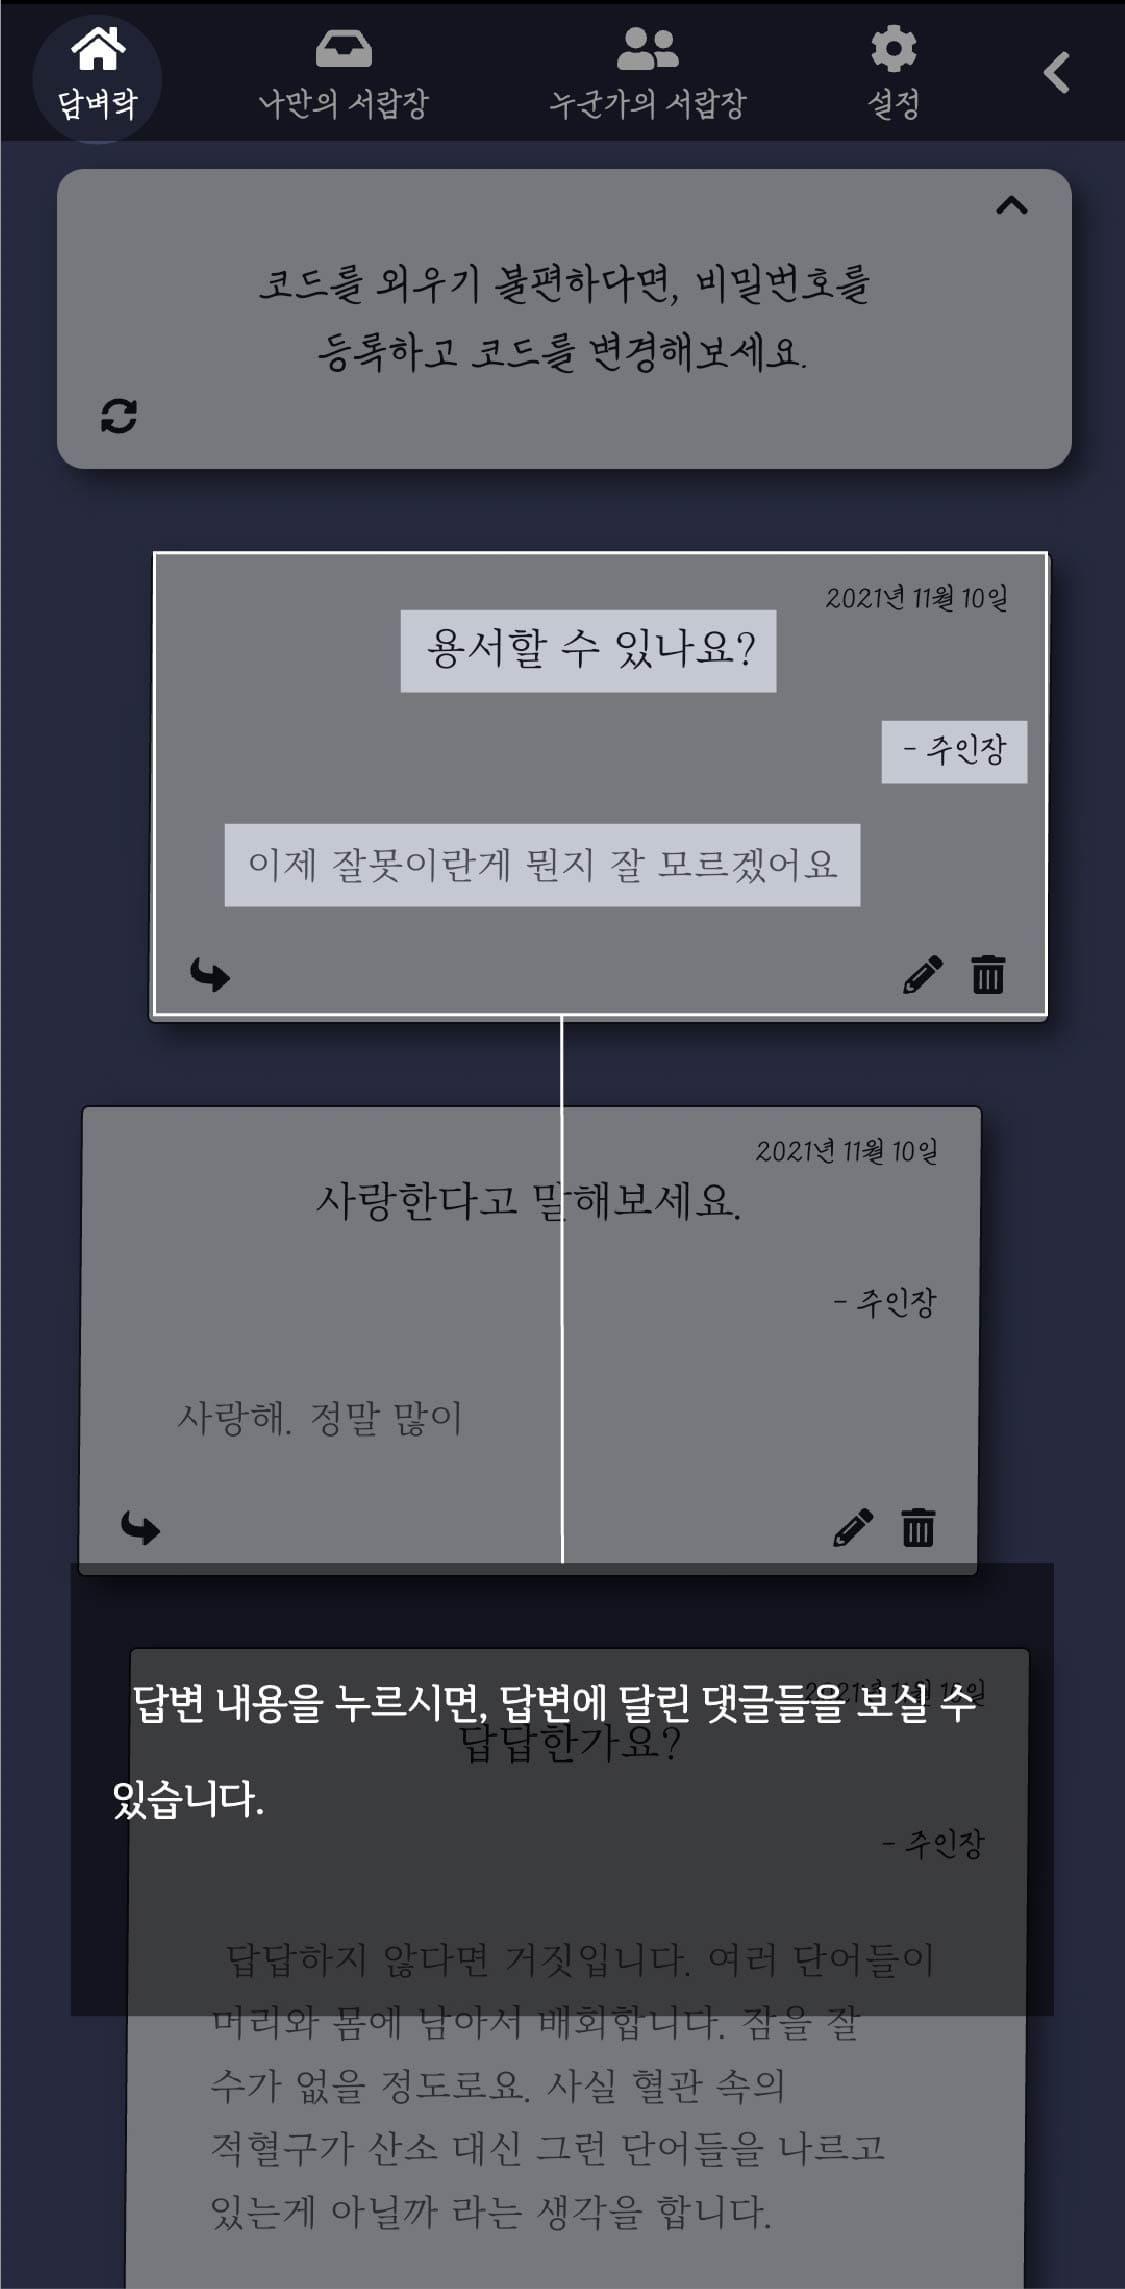 담벼락
나만의 서랍장
누군가의 서랍장
설정
코드를 외우기 불편하다면, 비밀번호를
등록하고 코드를 변경해보세요.
2021년 11월 10일
용서할 수 있나요?
- 주인장
이제 잘못이란게 뭔지 잘 모르겠어요
2021년 11월 10일
사랑한다고 말해보세요.
- 주인장
사랑해. 정말 많이
답변 내용을 누르시면, 답변에 달린 댓글들을 보실 수
있습니다.
2021년 11월 10일
답답한가요?
- 주인장
답답하지 않다면 거짓입니다. 여러 단어들이
머리와 몸에 남아서 배회합니다. 잠을 잘
수가 없을 정도로요. 사실 혈관 속의
적혈구가 산소 대신 그런 단어들을 나르고
있는게 아닐까 라는 생각을 합니다.